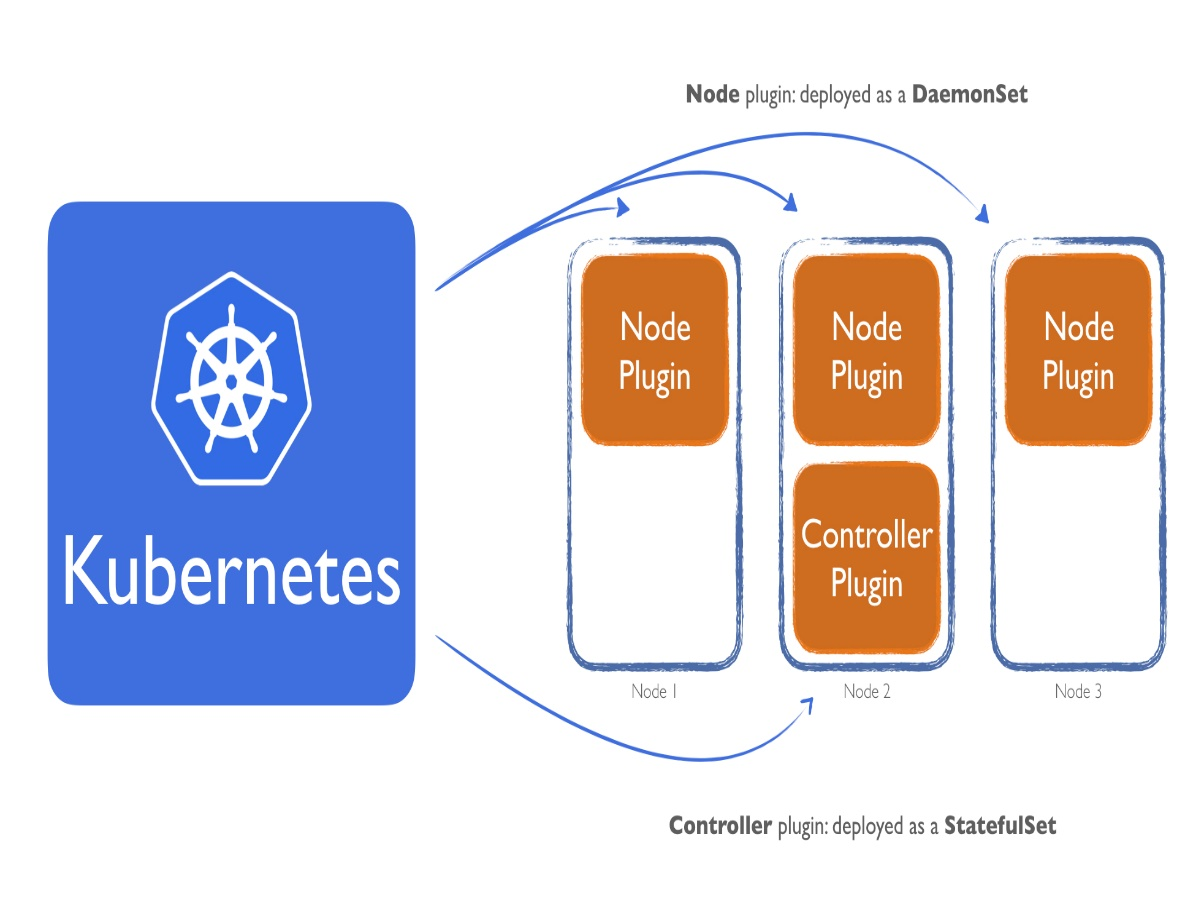 Node plugin: deployed as a DaemonSet
Kubernetes
Node
Plugin
Node
Plugin
Node
Plugin
Controller
Plugin
Node 1
Node 2
Node 3
Controller plugin: deployed as a StatefulSet